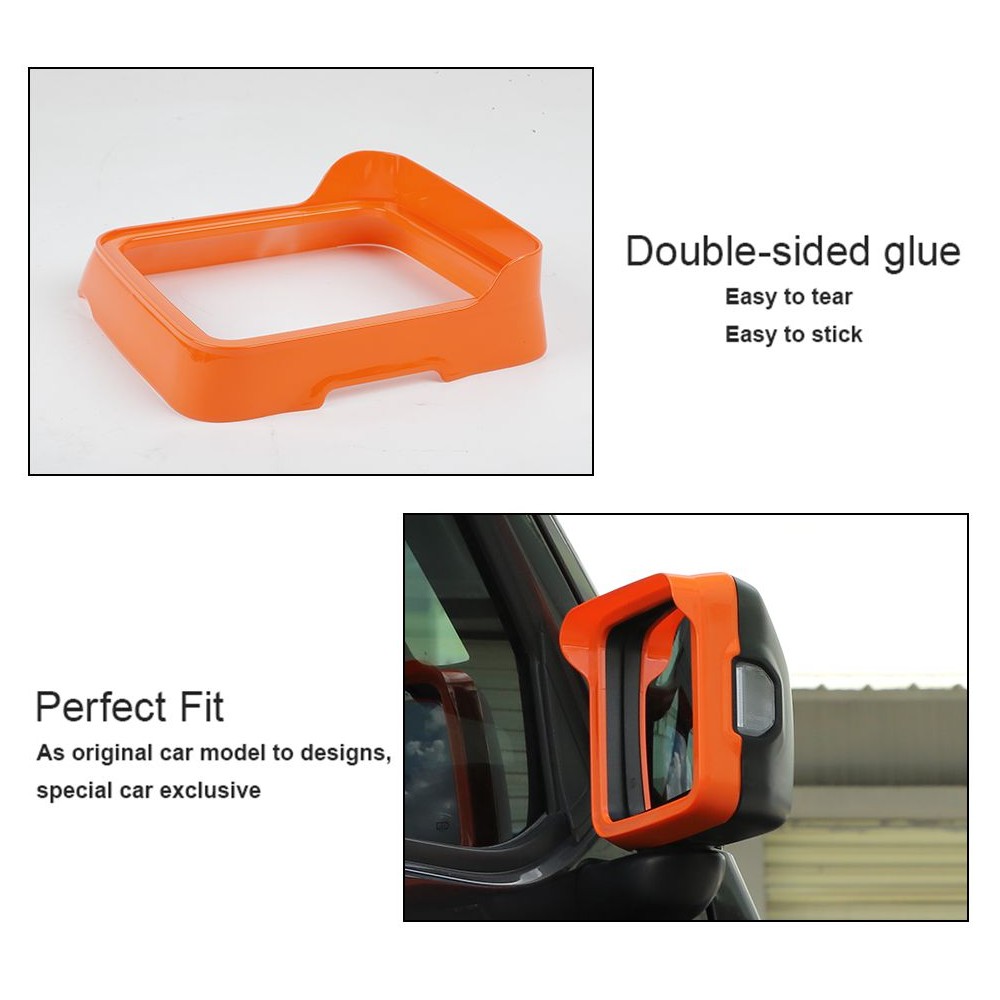 Double-sided glue
Easy to tear
Easy to stick
Perfect Fit
As original car model to designs,
special car exclusive